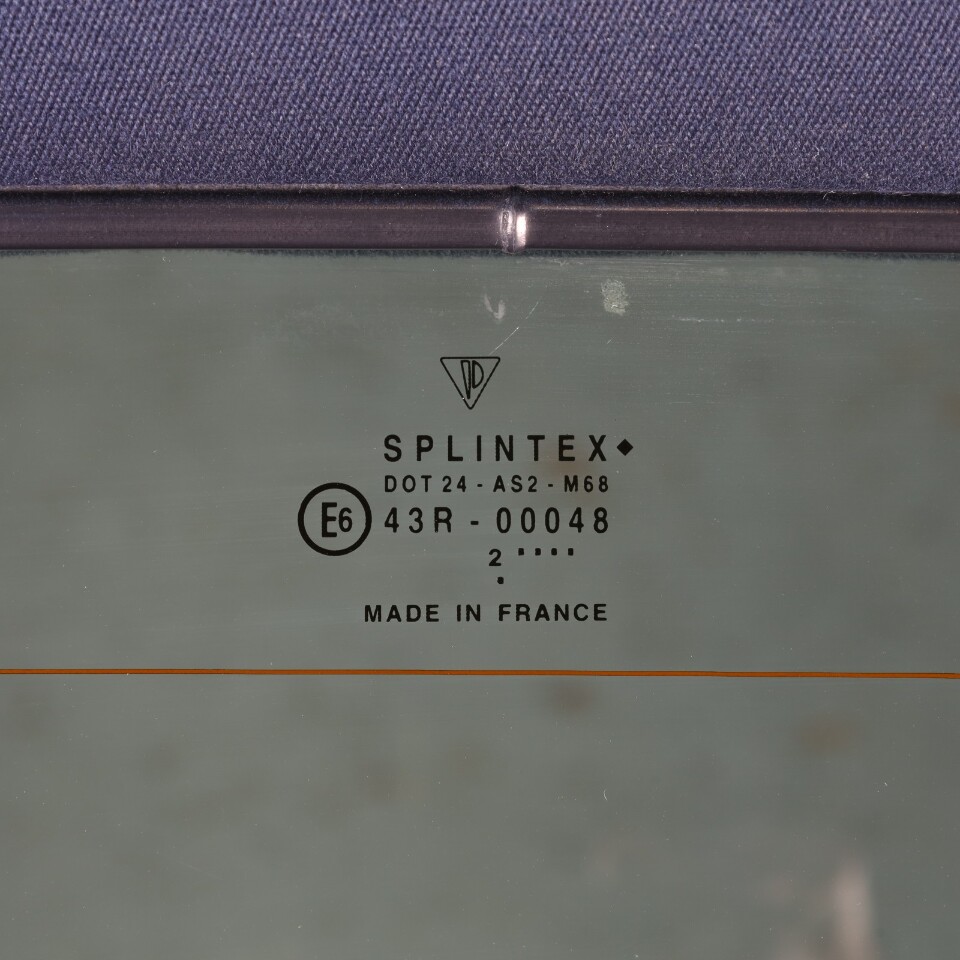 SPLINTEX◆
DOT 24 - AS2 - M68
E6 43R - 00048
2 ....
.
MADE IN FRANCE